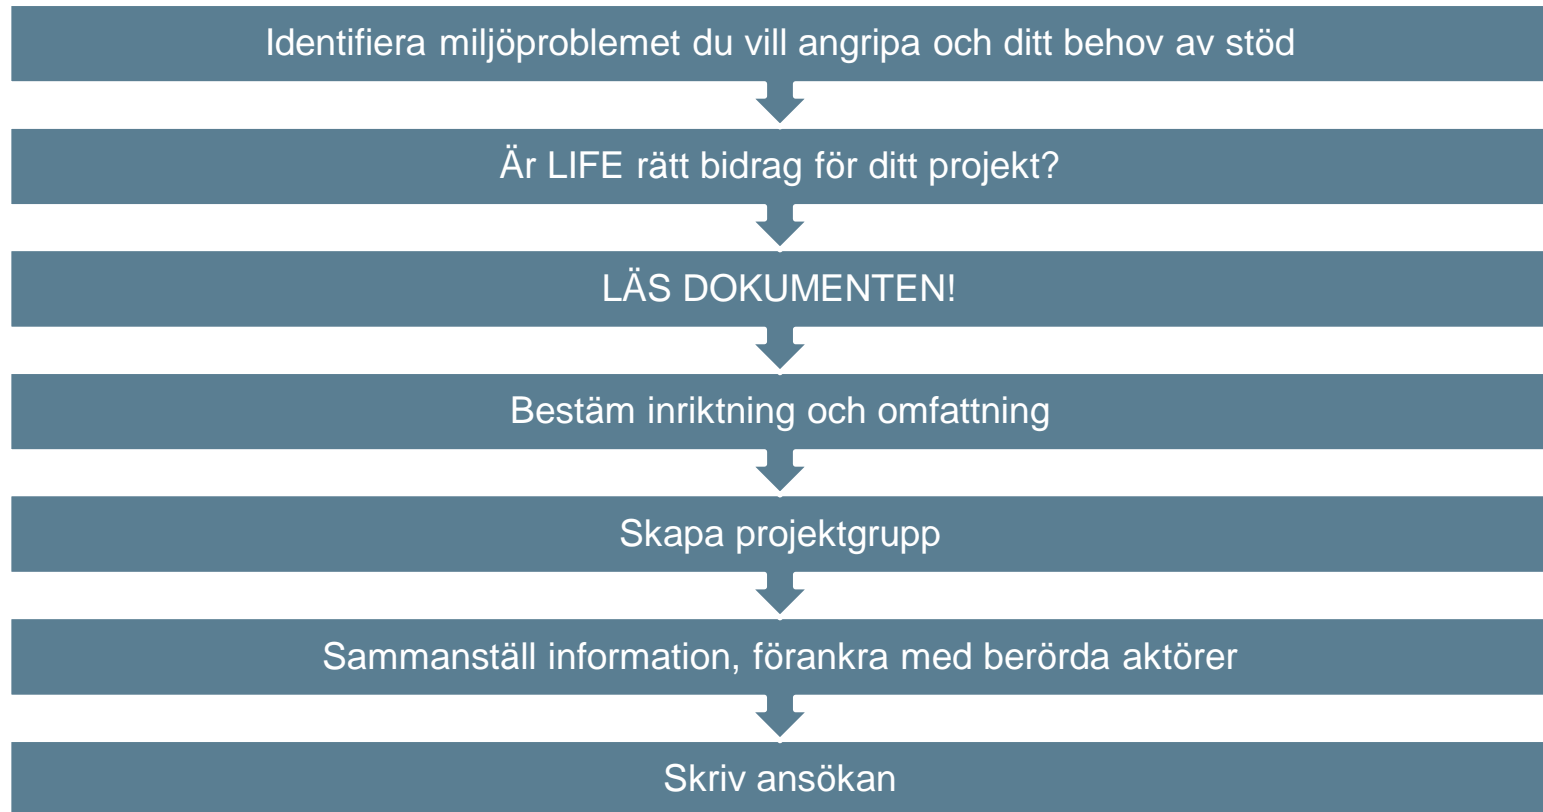 Identifiera miljöproblemet du vill angripa och ditt behov av stöd
Är LIFE rätt bidrag för ditt projekt?
LÄS DOKUMENTEN!
Bestäm inriktning och omfattning
Skapa projektgrupp
Sammanställ information, förankra med berörda aktörer
Skriv ansökan